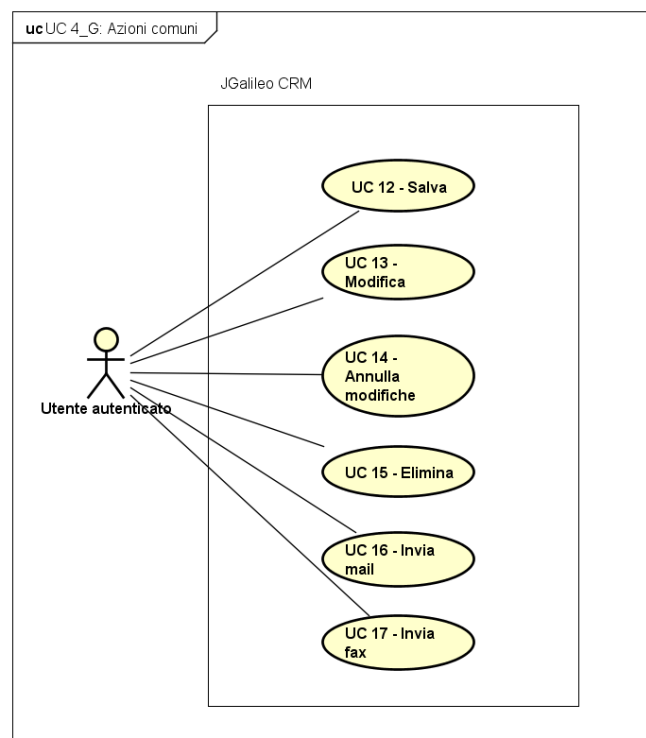 uc UC 4_G: Azioni comuni
JGalileo CRM
UC 12 - Salva
UC 13 -
Modifica
UC 14 -
Annulla
modifiche
Utente autenticato
UC 15 - Elimina
UC 16 - Invia
mail
UC 17 - Invia
fax